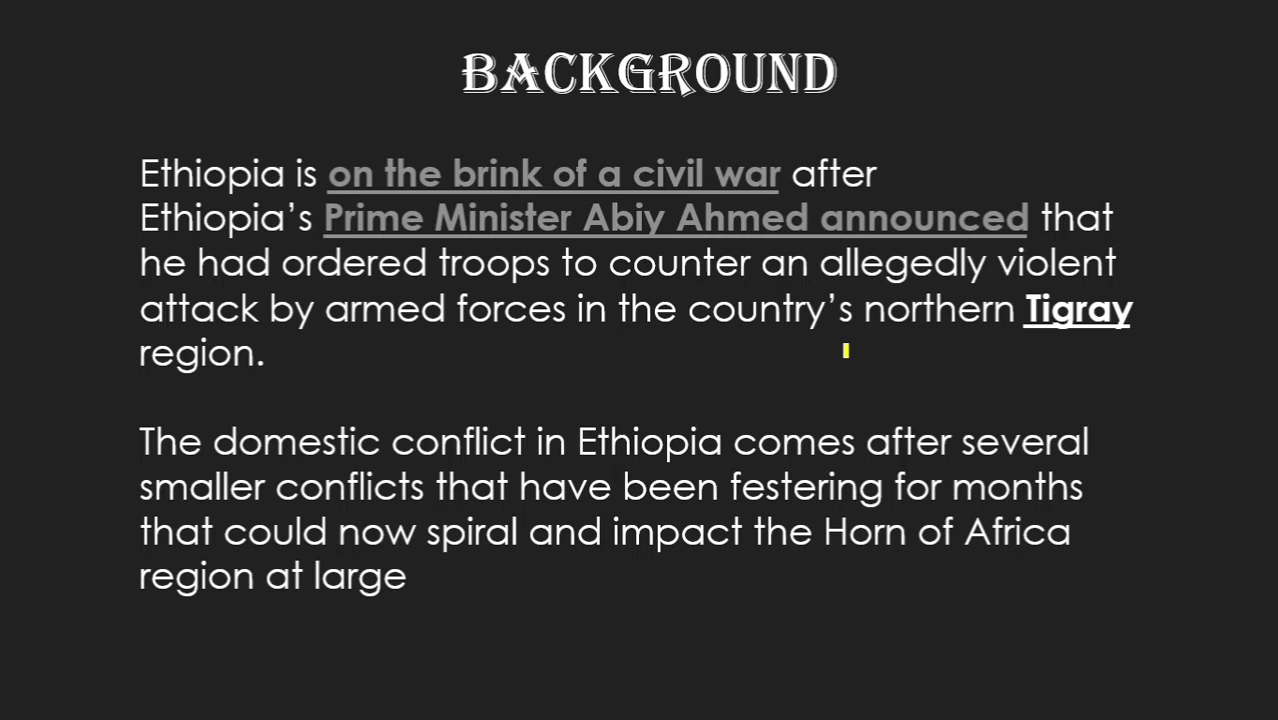 BACKGROUND
Ethiopia is on the brink of a civil war after
Ethiopia’s Prime Minister Abiy Ahmed announced that
he had ordered troops to counter an allegedly violent
attack by armed forces in the country’s northern Tigray
region.
The domestic conflict in Ethiopia comes after several
smaller conflicts that have been festering for months
that could now spiral and impact the Horn of Africa
region at large